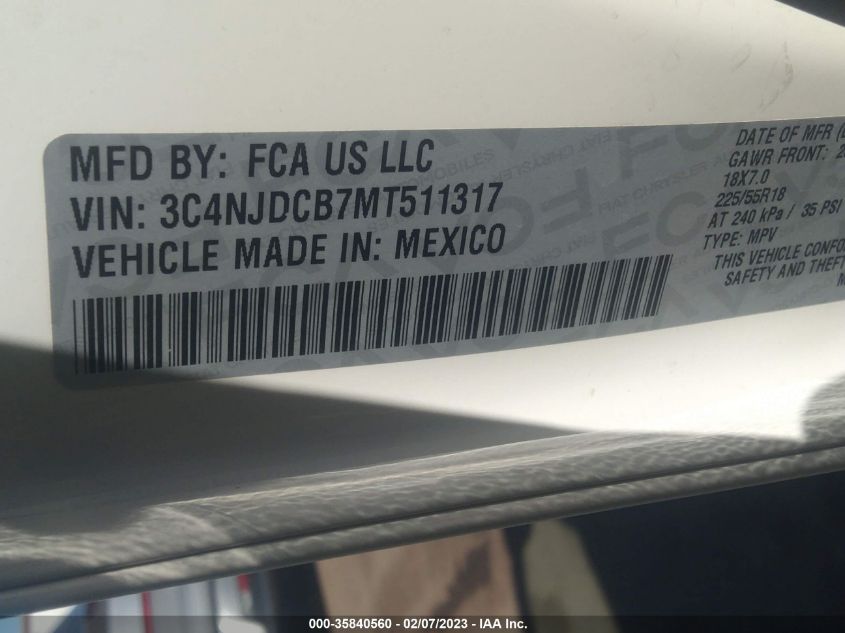 MFD BY: FCA US LLC
VIN: 3C4NJDCB7MT511317
VEHICLE MADE IN: MEXICO
DATE OF MFR
GAWR FRONT:
18X7.0
225/55R18
AT 240 kPa / 35 PSI
TYPE: MPV
THIS VEHICLE
SAFETY AND
000-35840560 - 02/07/2023 - IAA Inc.